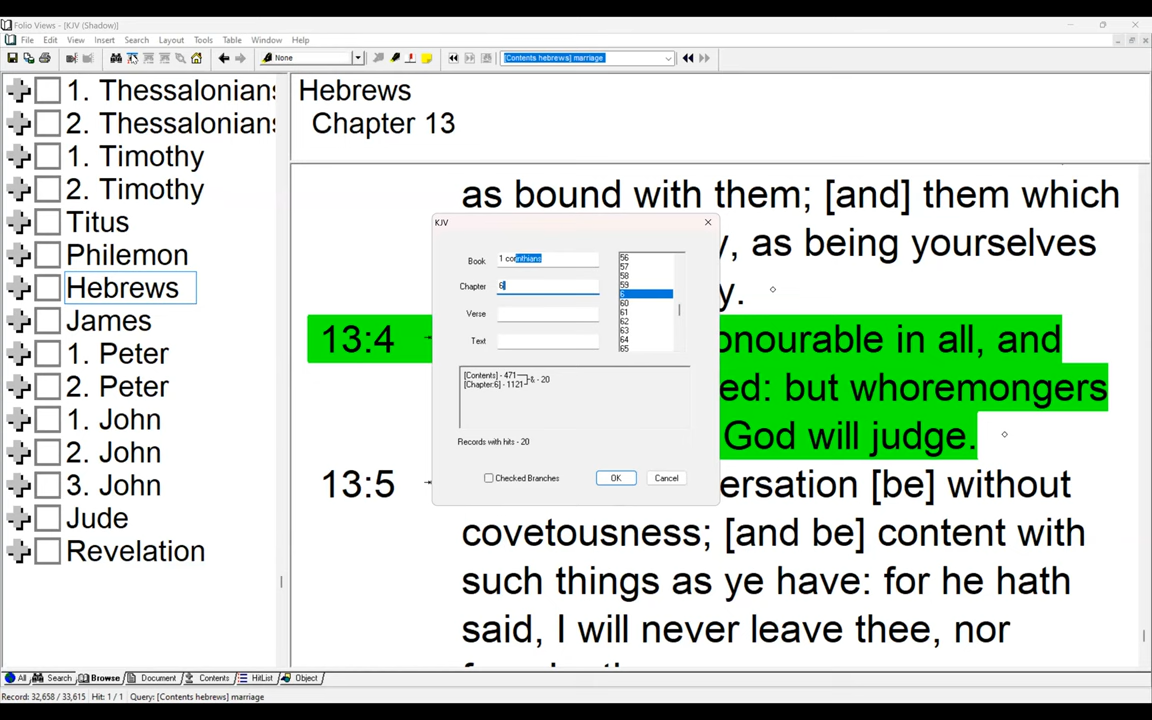 Folio Views - [KJV (Shadow)]
File Edit View Insert Search Layout Tools Table Window Help
None
[Contents hebrews] marriage
1. Thessalonians
2. Thessalonians
1. Timothy
2. Timothy
Titus
Philemon
Hebrews
James
1. Peter
2. Peter
1. John
2. John
3. John
Jude
Revelation
Hebrews
Chapter 13
as bound with them; [and] them which
y, as being yourselves
y.
13:4
onourable in all, and
ed: but whoremongers
God will judge.
13:5
ersation [be] without
covetousness; [and be] content with
such things as ye have: for he hath
said, I will never leave thee, nor
KJV
Book
1 corinthians
Chapter
6
Verse
Text
56
57
58
59
6
60
61
62
63
64
65
[Contents] - 471
[Chapter:6] - 1121
& - 20
Records with hits - 20
Checked Branches
OK
Cancel
All Search Browse Document Contents HitList Object
Record: 32,658 / 33,615 Hit: 1 / 1 Query: [Contents hebrews] marriage